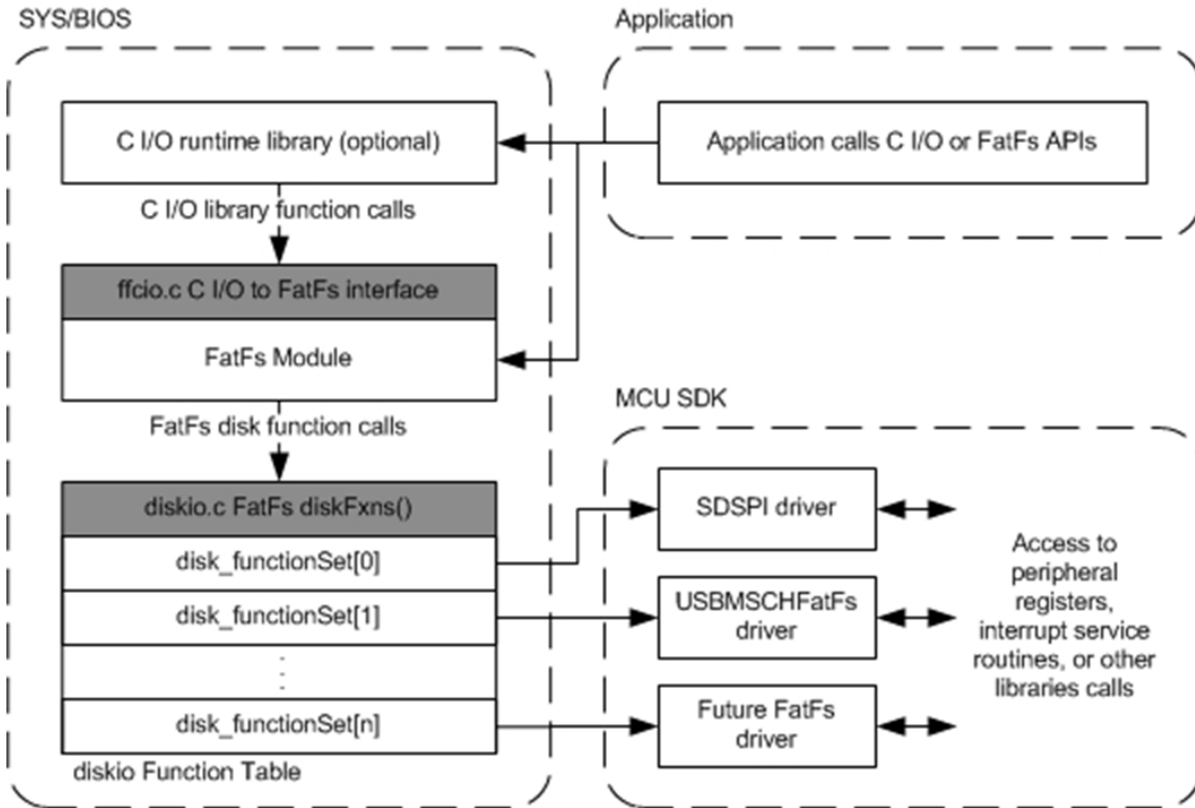 SYS/BIOS
Application
C I/O runtime library (optional)
Application calls C I/O or FatFs APIs
C I/O library function calls
ffcio.c C I/O to FatFs interface
FatFs Module
FatFs disk function calls
diskio.c FatFs diskFxns()
disk_functionSet[0]
disk_functionSet[1]
⋮
disk_functionSet[n]
diskio Function Table
MCU SDK
SDSPI driver
USBMSCHFatFs
driver
Future FatFs
driver
Access to
peripheral
registers,
interrupt service
routines, or other
libraries calls